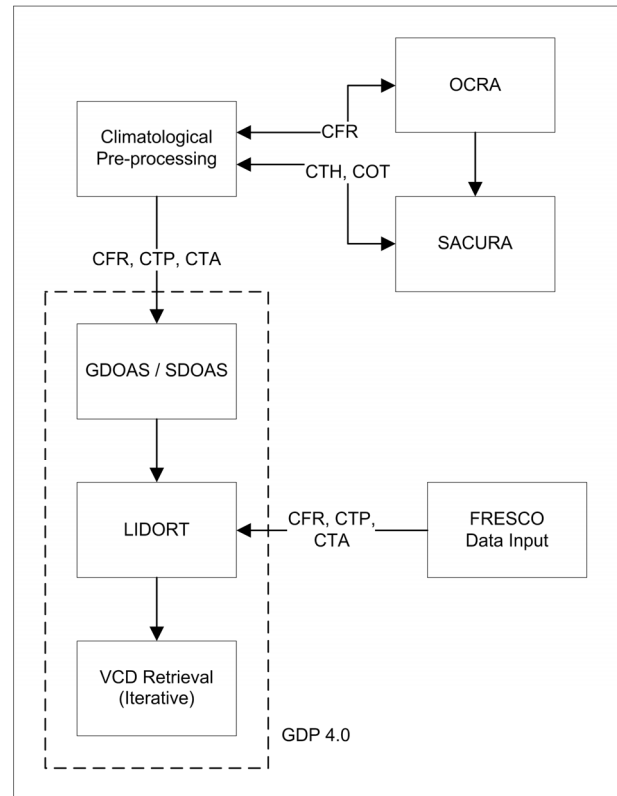 OCRA
Climatological
Pre-processing
CFR
CTH, COT
SACURA
CFR, CTP, CTA
GDOAS / SDOAS
LIDORT
CFR, CTP,
CTA
FRESCO
Data Input
VCD Retrieval
(Iterative)
GDP 4.0